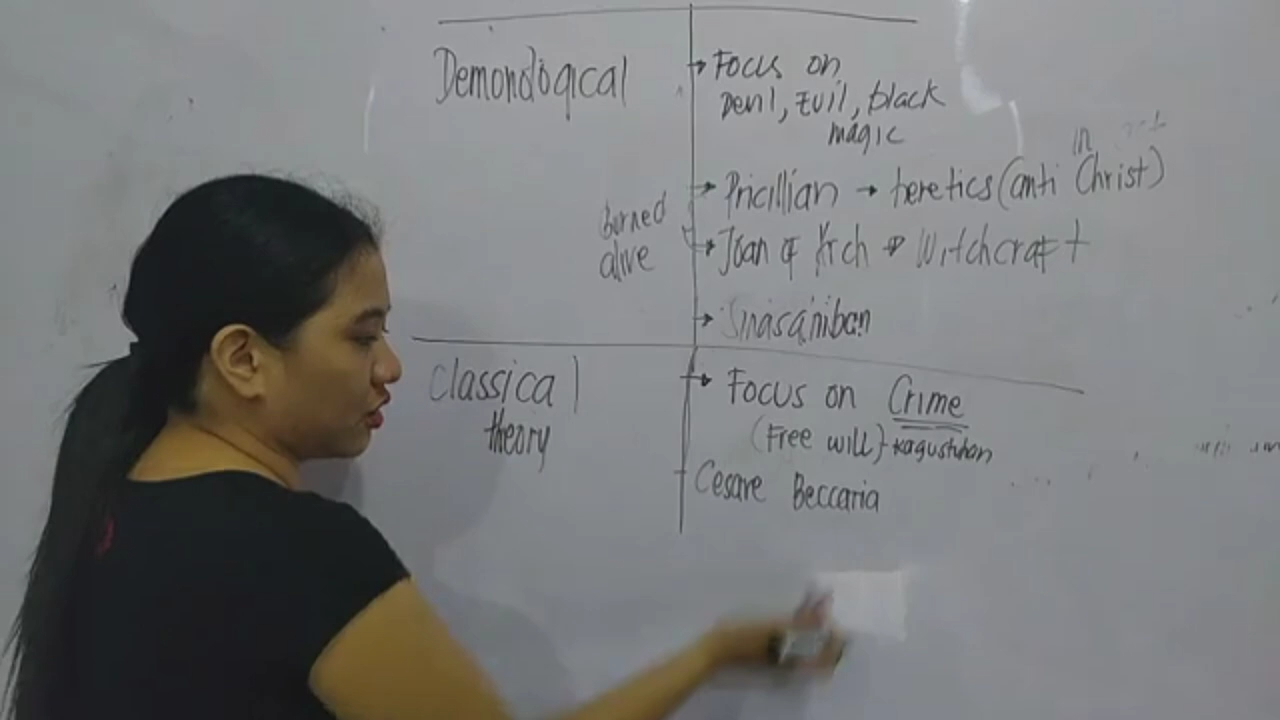 Demonological
→ Focus on
Devil, Evil, black
magic
→ Pricillian → heretics (anti Christ)
in
burned
alive
→ Joan of Arch → Witchcraft
→ Sinasaniban
Classical
theory
→ Focus on Crime
(Free will) - kagustuhan
Cesare Beccaria